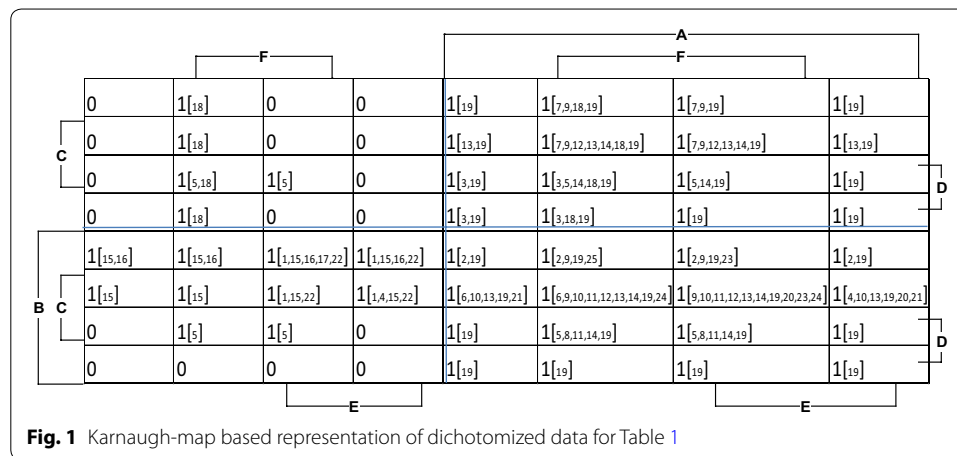 A
F F
0 1[18] 0 0 1[19] 1[7,9,18,19] 1[7,9,19] 1[19]
0 1[18] 0 0 1[13,19] 1[7,9,12,13,14,18,19] 1[7,9,12,13,14,19] 1[13,19]
C
0 1[5,18] 1[5] 0 1[3,19] 1[3,5,14,18,19] 1[5,14,19] 1[19]
D
0 1[18] 0 0 1[3,19] 1[3,18,19] 1[19] 1[19]
1[15,16] 1[15,16] 1[1,15,16,17,22] 1[1,15,16,22] 1[2,19] 1[2,9,19,25] 1[2,9,19,23] 1[2,19]
B C
1[15] 1[15] 1[1,15,22] 1[1,4,15,22] 1[6,10,13,19,21] 1[6,9,10,11,12,13,14,19,24] 1[9,10,11,12,13,14,19,20,23,24] 1[4,10,13,19,20,21]
0 1[5] 1[5] 0 1[19] 1[5,8,11,14,19] 1[5,8,11,14,19] 1[19]
D
0 0 0 0 1[19] 1[19] 1[19] 1[19]
E E
Fig. 1 Karnaugh-map based representation of dichotomized data for Table 1